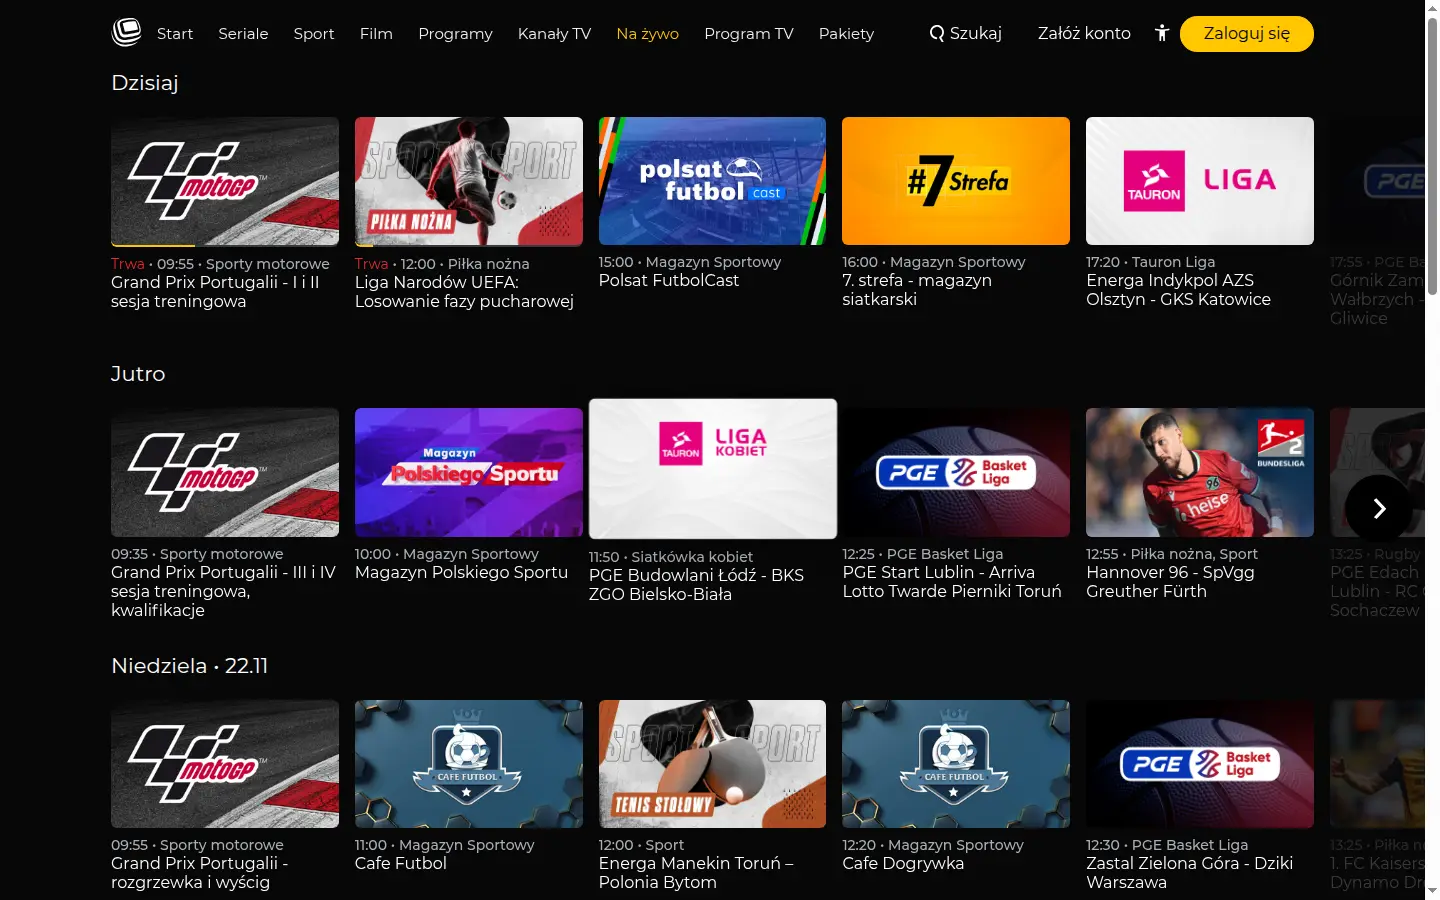 Start Seriale Sport Film Programy Kanały TV Na żywo Program TV Pakiety Szukaj Załóż konto Zaloguj się
Dzisiaj
motoGP™
SPORT SPORT
PIŁKA NOŻNA
polsat
futbol cast
#7 Strefa
TAURON LIGA
PGE
Trwa • 09:55 • Sporty motorowe
Grand Prix Portugalii - I i II
sesja treningowa
Trwa • 12:00 • Piłka nożna
Liga Narodów UEFA:
Losowanie fazy pucharowej
15:00 • Magazyn Sportowy
Polsat FutbolCast
16:00 • Magazyn Sportowy
7. strefa - magazyn
siatkarski
17:20 • Tauron Liga
Energa Indykpol AZS
Olsztyn - GKS Katowice
17:55 • PGE Ba
Górnik Zam
Wałbrzych -
Gliwice
Jutro
motoGP™
Magazyn
Polskiego Sportu
TAURON
LIGA
KOBIET
PGE Basket
Liga
96
heise
2
BUNDESLIGA
09:35 • Sporty motorowe
Grand Prix Portugalii - III i IV
sesja treningowa,
kwalifikacje
10:00 • Magazyn Sportowy
Magazyn Polskiego Sportu
11:50 • Siatkówka kobiet
PGE Budowlani Łódź - BKS
ZGO Bielsko-Biała
12:25 • PGE Basket Liga
PGE Start Lublin - Arriva
Lotto Twarde Pierniki Toruń
12:55 • Piłka nożna, Sport
Hannover 96 - SpVgg
Greuther Fürth
13:25 • Rugby
PGE Edach
Lublin - RC
Sochaczew
Niedziela • 22.11
motoGP™
CAFE FUTBOL
SPORT SPORT
TENIS STOŁOWY
CAFE FUTBOL
PGE Basket
Liga
09:55 • Sporty motorowe
Grand Prix Portugalii -
rozgrzewka i wyścig
11:00 • Magazyn Sportowy
Cafe Futbol
12:00 • Sport
Energa Manekin Toruń –
Polonia Bytom
12:20 • Magazyn Sportowy
Cafe Dogrywka
12:30 • PGE Basket Liga
Zastal Zielona Góra - Dziki
Warszawa
13:25 • Piłka n
1. FC Kaisers
Dynamo Dr